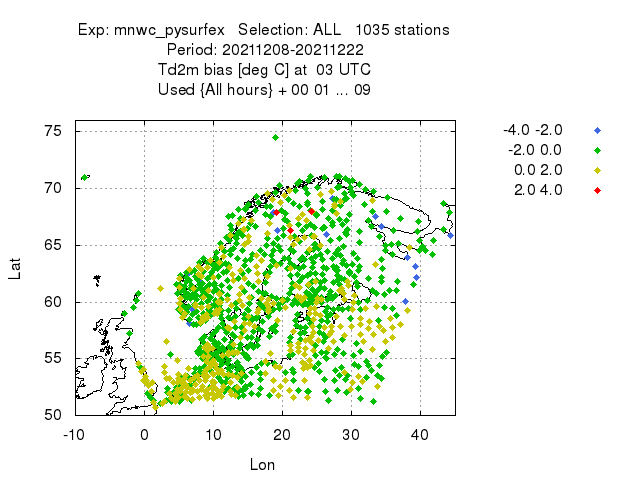 Exp: mnwc_pysurfex   Selection: ALL   1035 stations
Period: 20211208-20211222
Td2m bias [deg C] at  03 UTC
Used {All hours} + 00 01 ... 09
-4.0 -2.0
-2.0 0.0
0.0 2.0
2.0 4.0
75
70
65
60
55
50
Lat
-10 0 10 20 30 40
Lon